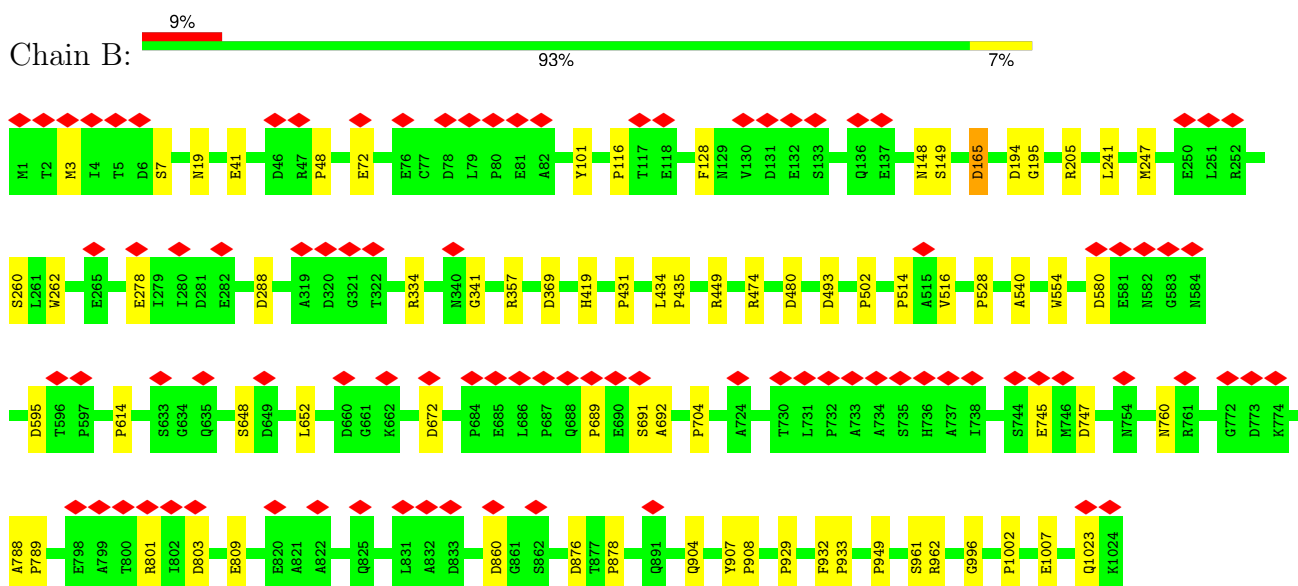 9%
Chain B:
93% 7%
M1 T2 M3 I4 T5 D6 S7 N19 E41 D46 R47 P48 E72 E76 C77 D78 L79 P80 E81 A82 Y101 P116 T117 E118 F128 N129 V130 D131 E132 S133 Q136 E137 N148 S149 D165 D194 G195 R205 L241 M247 E250 L251 R252
S260 L261 W262 E265 E278 I279 I280 D281 E282 D288 A319 D320 G321 T322 R334 N340 G341 R357 D369 H419 P431 L434 P435 R449 R474 D480 D493 P502 P514 A515 V516 P528 A540 W554 D580 E581 N582 G583 N584
D595 T596 P597 P614 S633 G634 Q635 S648 D649 L652 D660 G661 K662 D672 P684 E685 L686 P687 Q688 P689 E690 S691 A692 P704 A724 T730 L731 P732 A733 A734 S735 H736 A737 I738 S744 E745 M746 D747 N754 N760 R761 G772 D773 K774
A788 P789 E798 A799 T800 R801 I802 D803 E809 E820 A821 A822 Q825 L831 A832 D833 D860 G861 S862 D876 T877 P878 Q891 Q904 Y907 P908 P929 F932 P933 P949 S961 R962 G996 P1002 E1007 Q1023 K1024